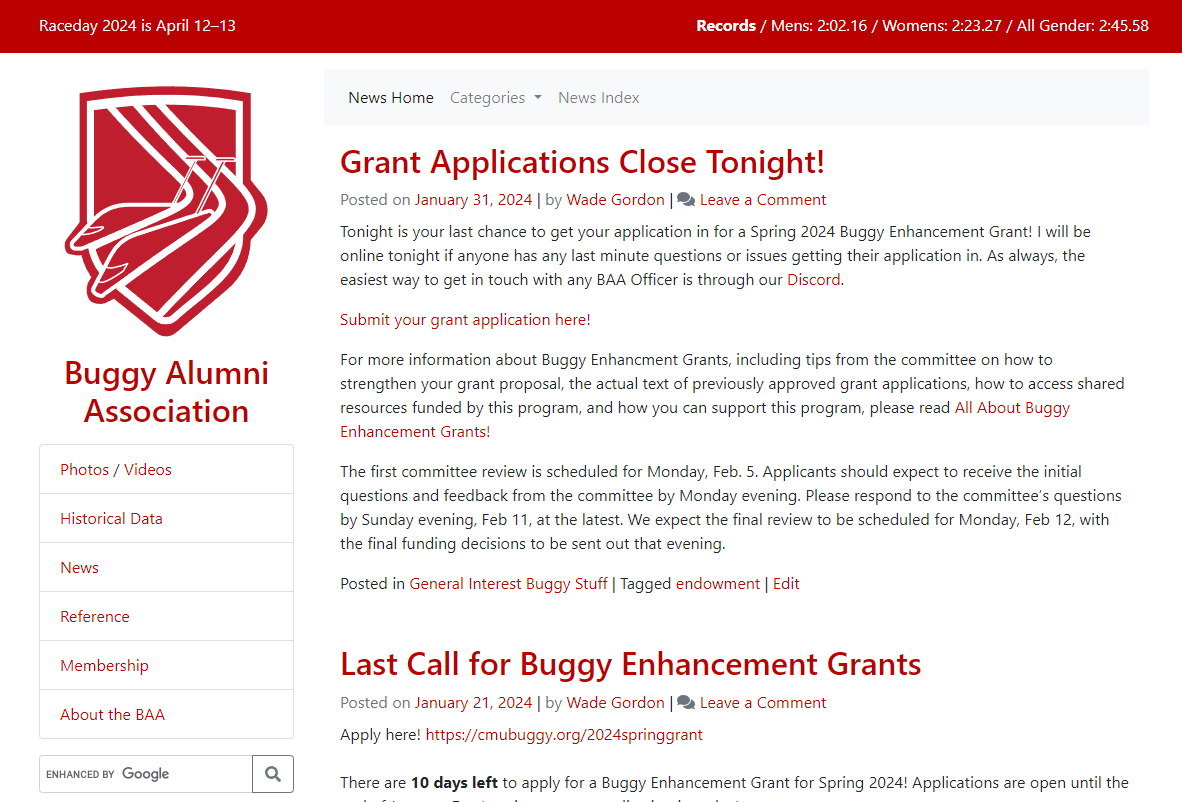 Raceday 2024 is April 12–13
Records / Mens: 2:02.16 / Womens: 2:23.27 / All Gender: 2:45.58
Buggy Alumni
Association
Photos / Videos
Historical Data
News
Reference
Membership
About the BAA
ENHANCED BY Google
News Home Categories News Index
Grant Applications Close Tonight!
Posted on January 31, 2024 | by Wade Gordon | Leave a Comment
Tonight is your last chance to get your application in for a Spring 2024 Buggy Enhancement Grant! I will be
online tonight if anyone has any last minute questions or issues getting their application in. As always, the
easiest way to get in touch with any BAA Officer is through our Discord.
Submit your grant application here!
For more information about Buggy Enhancment Grants, including tips from the committee on how to
strengthen your grant proposal, the actual text of previously approved grant applications, how to access shared
resources funded by this program, and how you can support this program, please read All About Buggy
Enhancement Grants!
The first committee review is scheduled for Monday, Feb. 5. Applicants should expect to receive the initial
questions and feedback from the committee by Monday evening. Please respond to the committee's questions
by Sunday evening, Feb 11, at the latest. We expect the final review to be scheduled for Monday, Feb 12, with
the final funding decisions to be sent out that evening.
Posted in General Interest Buggy Stuff | Tagged endowment | Edit
Last Call for Buggy Enhancement Grants
Posted on January 21, 2024 | by Wade Gordon | Leave a Comment
Apply here! https://cmubuggy.org/2024springgrant
There are 10 days left to apply for a Buggy Enhancement Grant for Spring 2024! Applications are open until the